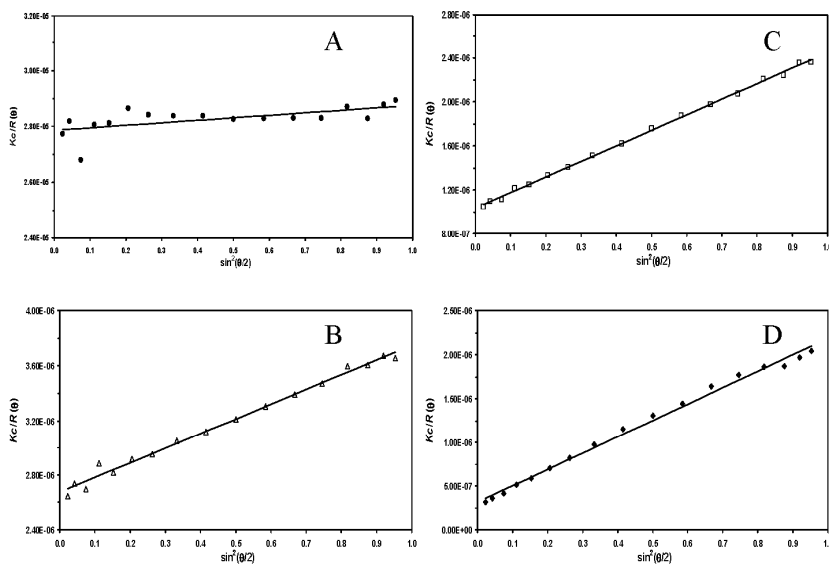 A
3.20E-05
3.00E-05
2.80E-05
2.60E-05
2.40E-05
Kc/R(θ)
0.0 0.1 0.2 0.3 0.4 0.5 0.6 0.7 0.8 0.9 1.0
sin²(θ/2)
C
2.80E-06
2.40E-06
2.00E-06
1.60E-06
1.20E-06
8.00E-07
Kc/R(θ)
0 0.1 0.2 0.3 0.4 0.5 0.6 0.7 0.8 0.9 1
sin²(θ/2)
B
4.00E-06
3.60E-06
3.20E-06
2.80E-06
2.40E-06
Kc/R(θ)
0.0 0.1 0.2 0.3 0.4 0.5 0.6 0.7 0.8 0.9 1.0
sin²(θ/2)
D
2.50E-06
2.00E-06
1.50E-06
1.00E-06
5.00E-07
0.00E+00
Kc/R(θ)
0.0 0.1 0.2 0.3 0.4 0.5 0.6 0.7 0.8 0.9 1.0
sin²(θ/2)